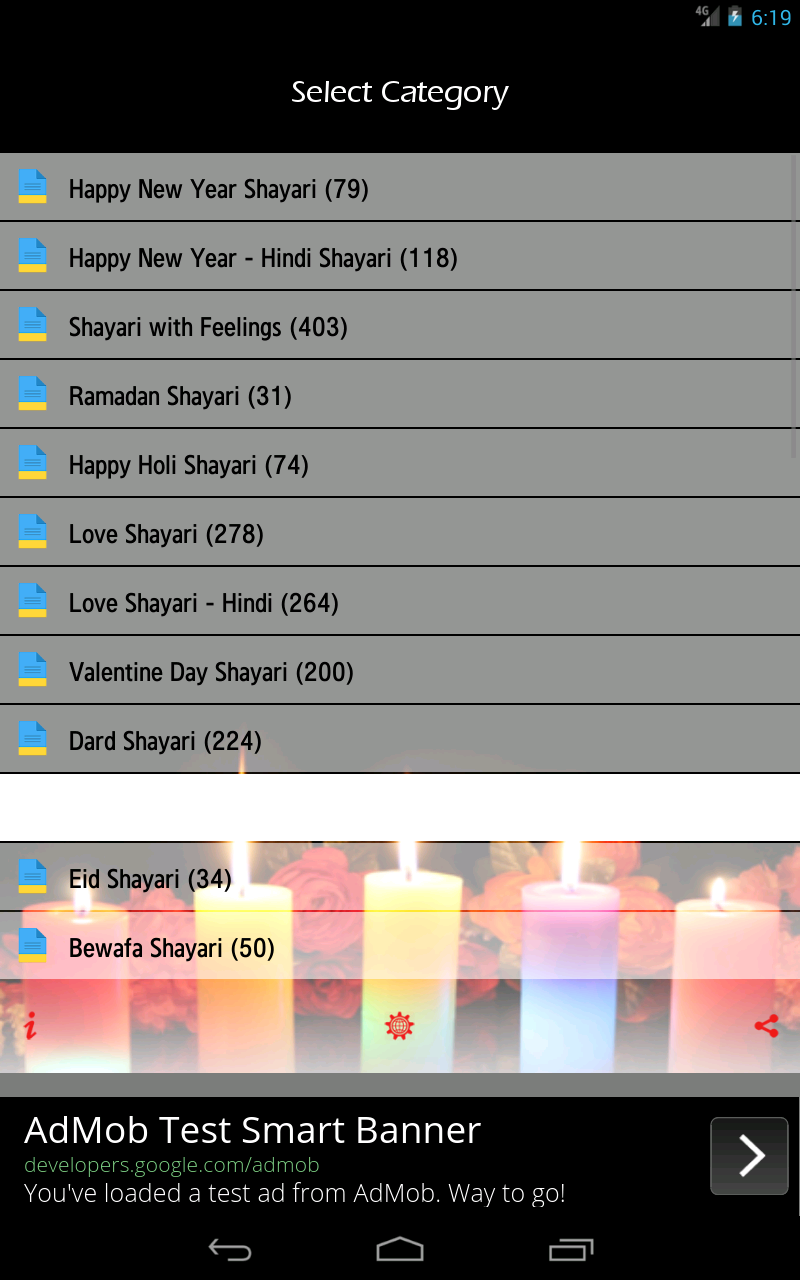 4G 6:19
Select Category
Happy New Year Shayari (79)
Happy New Year - Hindi Shayari (118)
Shayari with Feelings (403)
Ramadan Shayari (31)
Happy Holi Shayari (74)
Love Shayari (278)
Love Shayari - Hindi (264)
Valentine Day Shayari (200)
Dard Shayari (224)
Eid Shayari (34)
Bewafa Shayari (50)
i
AdMob Test Smart Banner
developers.google.com/admob
You've loaded a test ad from AdMob. Way to go!